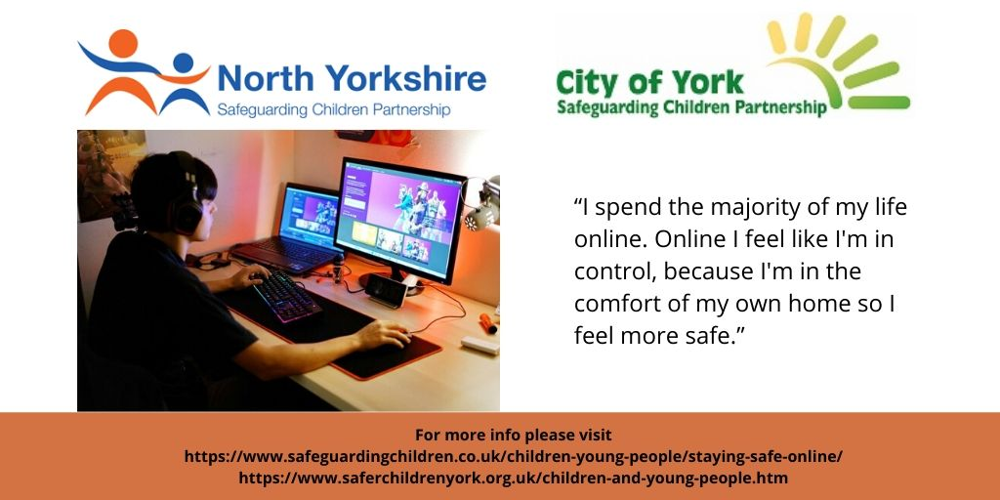 North Yorkshire
Safeguarding Children Partnership
City of York
Safeguarding Children Partnership
“I spend the majority of my life
online. Online I feel like I'm in
control, because I'm in the
comfort of my own home so I
feel more safe.”
For more info please visit
https://www.safeguardingchildren.co.uk/children-young-people/staying-safe-online/
https://www.saferchildrenyork.org.uk/children-and-young-people.htm